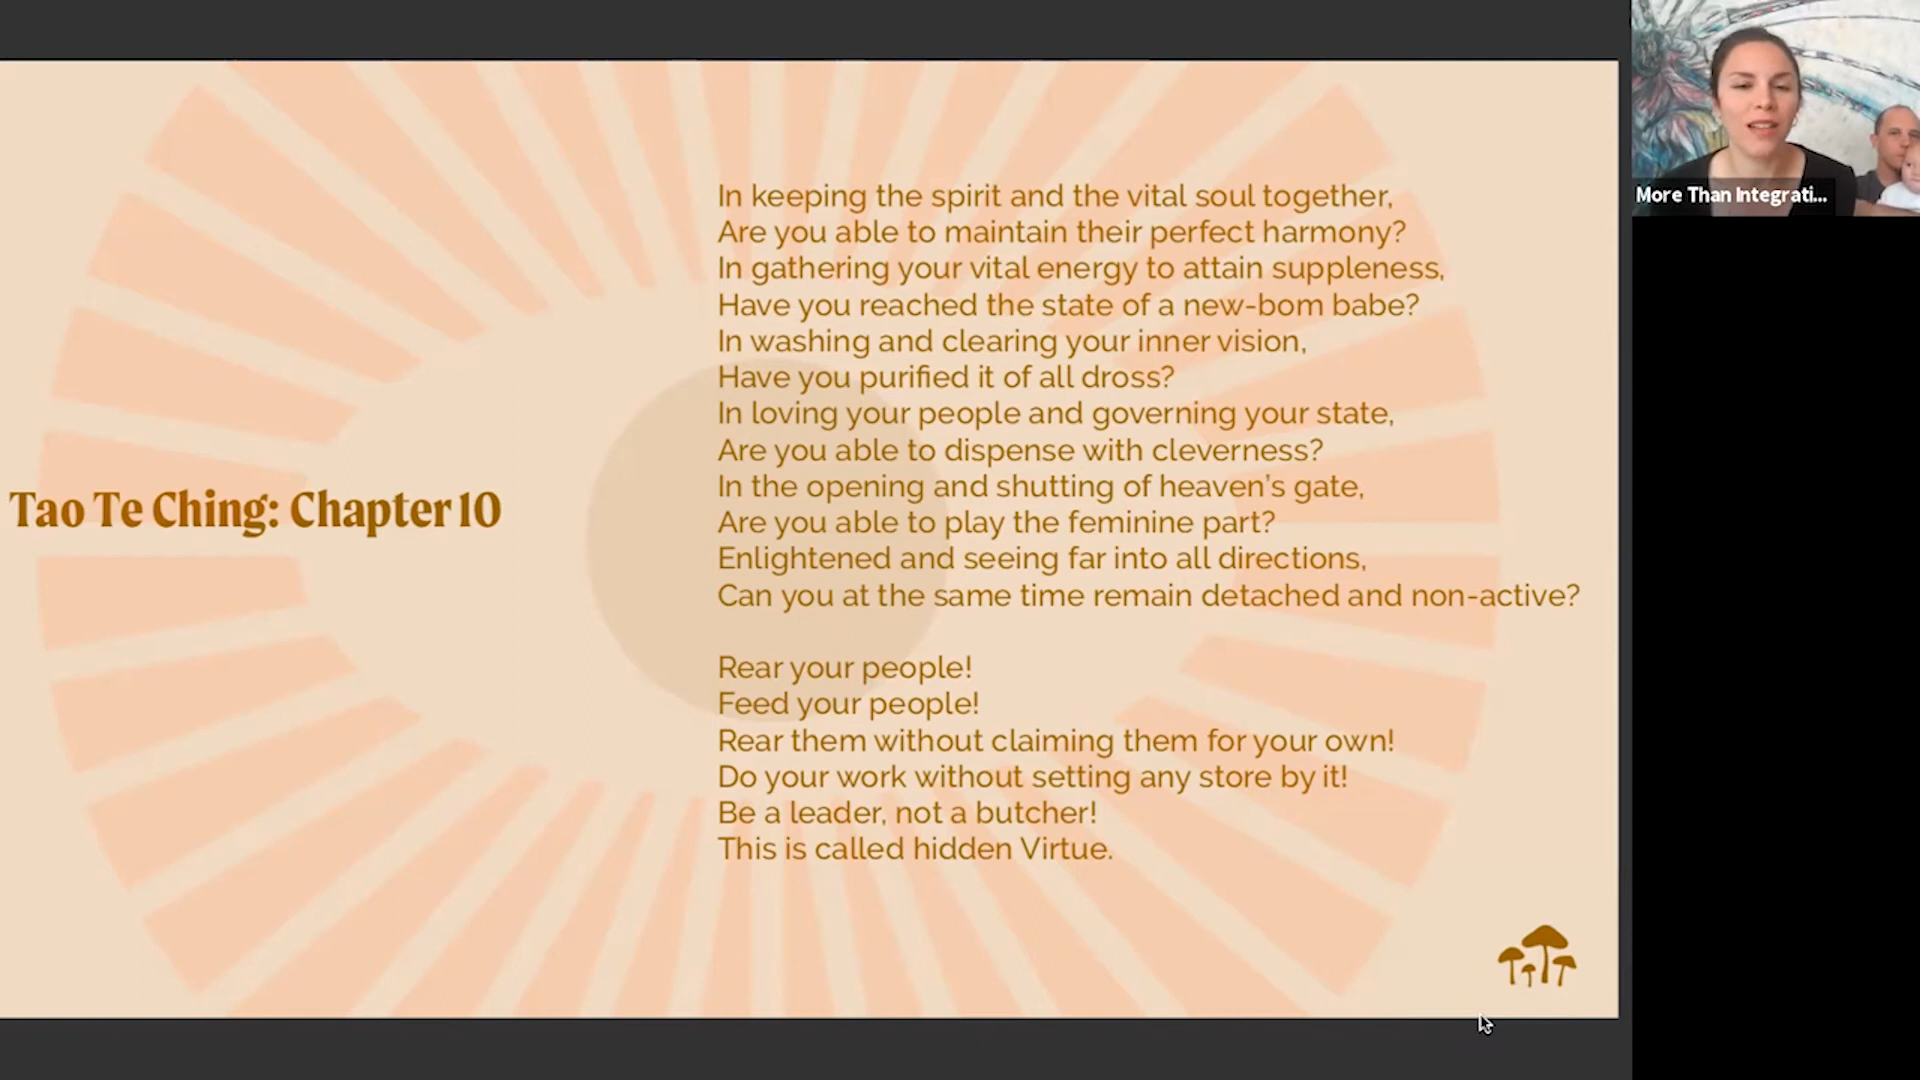 Tao Te Ching: Chapter 10
In keeping the spirit and the vital soul together,
Are you able to maintain their perfect harmony?
In gathering your vital energy to attain suppleness,
Have you reached the state of a new-bom babe?
In washing and clearing your inner vision,
Have you purified it of all dross?
In loving your people and governing your state,
Are you able to dispense with cleverness?
In the opening and shutting of heaven's gate,
Are you able to play the feminine part?
Enlightened and seeing far into all directions,
Can you at the same time remain detached and non-active?
Rear your people!
Feed your people!
Rear them without claiming them for your own!
Do your work without setting any store by it!
Be a leader, not a butcher!
This is called hidden Virtue.
More Than Integrati...